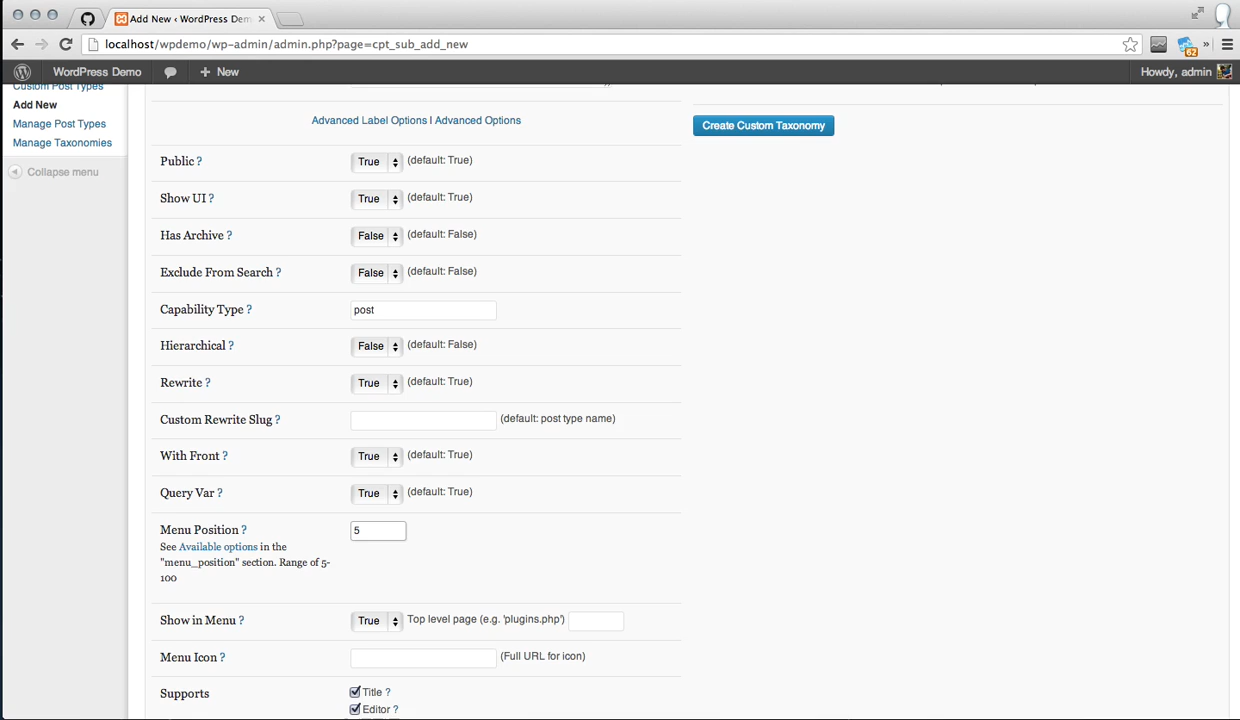 Add New ‹ WordPress Dem
localhost/wpdemo/wp-admin/admin.php?page=cpt_sub_add_new
62
WordPress Demo
New
Howdy, admin
Custom Post Types
Add New
Manage Post Types
Manage Taxonomies
Collapse menu
Advanced Label Options | Advanced Options
Create Custom Taxonomy
Public ? True (default: True)
Show UI ? True (default: True)
Has Archive ? False (default: False)
Exclude From Search ? False (default: False)
Capability Type ? post
Hierarchical ? False (default: False)
Rewrite ? True (default: True)
Custom Rewrite Slug ? (default: post type name)
With Front ? True (default: True)
Query Var ? True (default: True)
Menu Position ? 5
See Available options in the
"menu_position" section. Range of 5-
100
Show in Menu ? True Top level page (e.g. 'plugins.php')
Menu Icon ? (Full URL for icon)
Supports Title ?
Editor ?